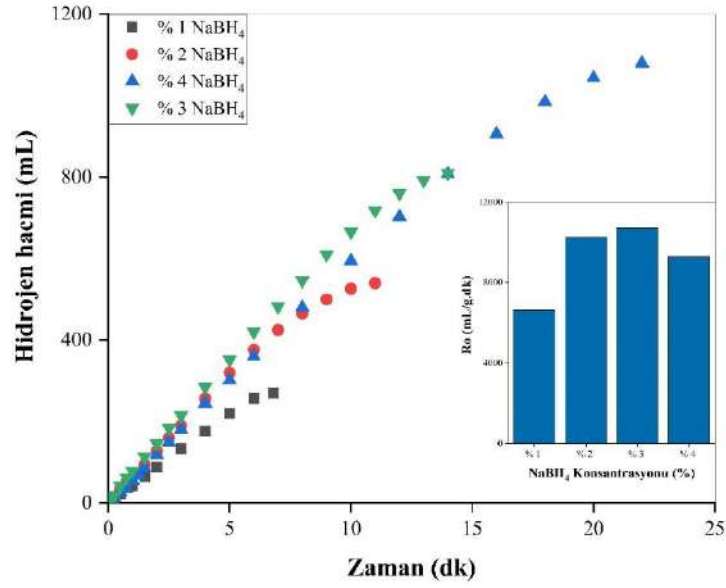 1200
800
400
0
Hidrojen hacmi (mL)
% 1 NaBH₄
% 2 NaBH₄
% 4 NaBH₄
% 3 NaBH₄
12000
8000
4000
0
Ro (mL/g.dk)
% 1 %2 % 3 % 4
NaBH₄ Konsantrasyonu (%)
0 5 10 15 20 25
Zaman (dk)